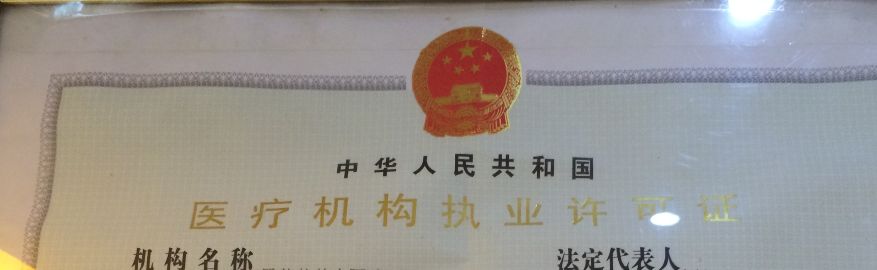 中华人民共和国
医疗机构执业许可证
机构名称 法定代表人